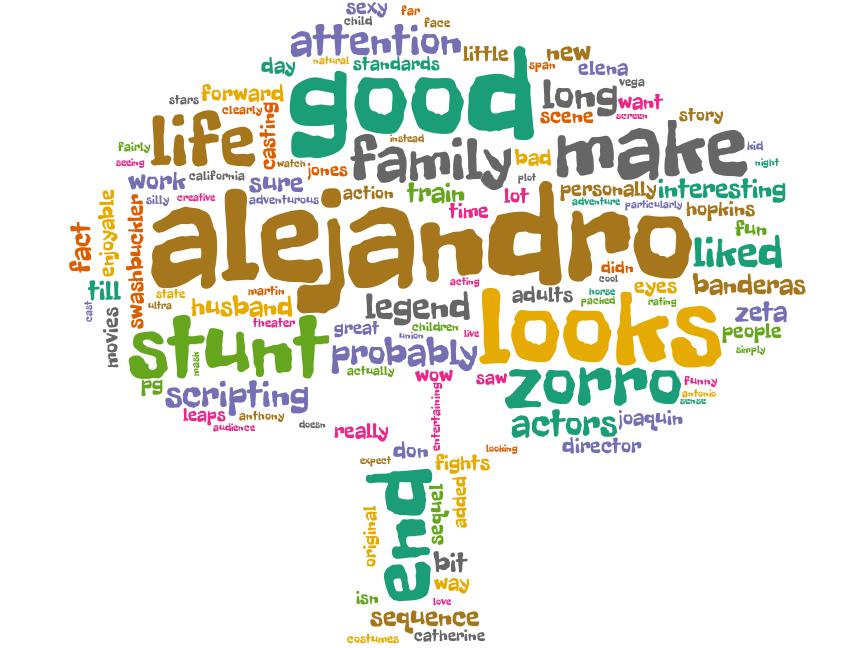 sexy
far
child
face
attention
little
new
natural
standards
span
day
elena
good
vega
stars
forward
long
want
clearly
casting
scene
screen
story
life
instead
fairly
family
bad
make
kid
seeing
watch
jones
plot
night
work
california
sure
action
train
lot
personally
interesting
silly
creative
adventurous
time
adventure
particularly
hopkins
fact
enjoyable
swashbuckler
alejandro
fun
liked
didn
cool
acting
till
state
martin
adults
horse
eyes
banderas
cast
ultra
husband
legend
packed
rating
movies
theater
looks
zeta
stunt
great
children
live
people
union
mask
probably
simply
pg
actually
wow
saw
zorro
funny
scripting
antonio
sense
leaps
anthony
entertaining
actors
joaquin
audience
doesn
really
director
don
looking
expect
fights
end
sequel
added
original
bit
way
isn
love
sequence
costumes
catherine